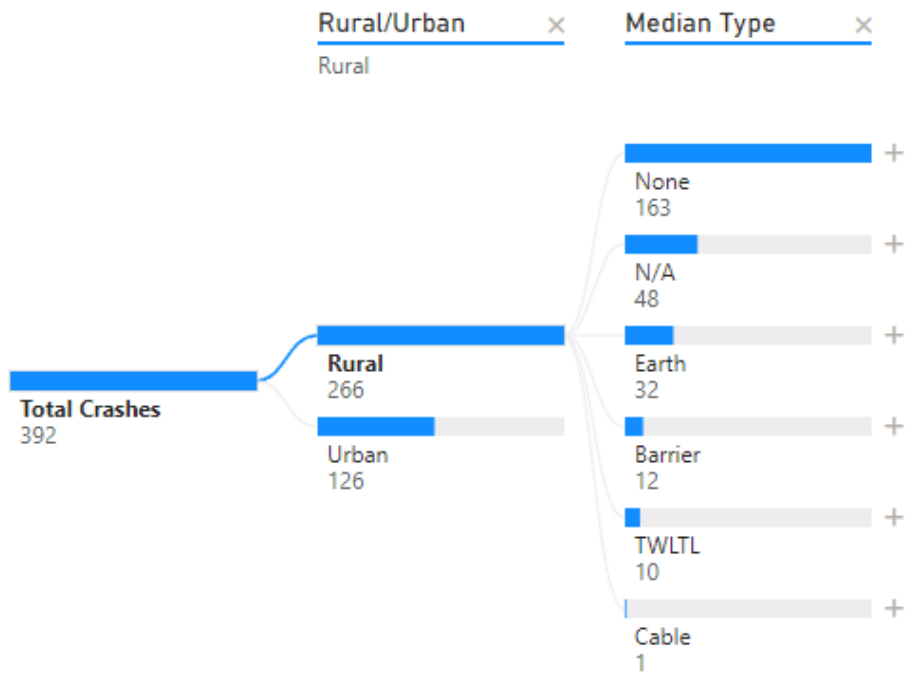 Rural/Urban
Rural
Median Type
Total Crashes
392
Rural
266
Urban
126
None
163
N/A
48
Earth
32
Barrier
12
TWLTL
10
Cable
1